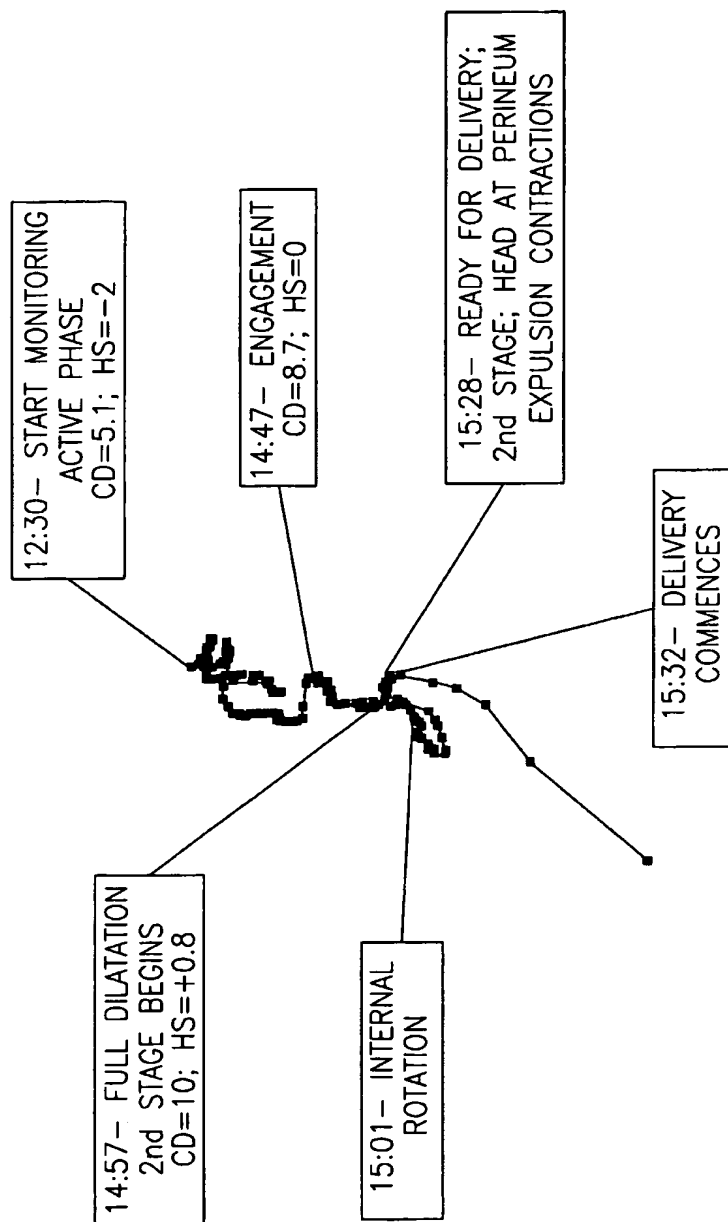 12:30– START MONITORING
ACTIVE PHASE
CD=5.1; HS=–2
14:47– ENGAGEMENT
CD=8.7; HS=0
15:28– READY FOR DELIVERY;
2nd STAGE; HEAD AT PERINEUM
EXPULSION CONTRACTIONS
14:57– FULL DILATATION
2nd STAGE BEGINS
CD=10; HS=+0.8
15:01– INTERNAL
ROTATION
15:32– DELIVERY
COMMENCES